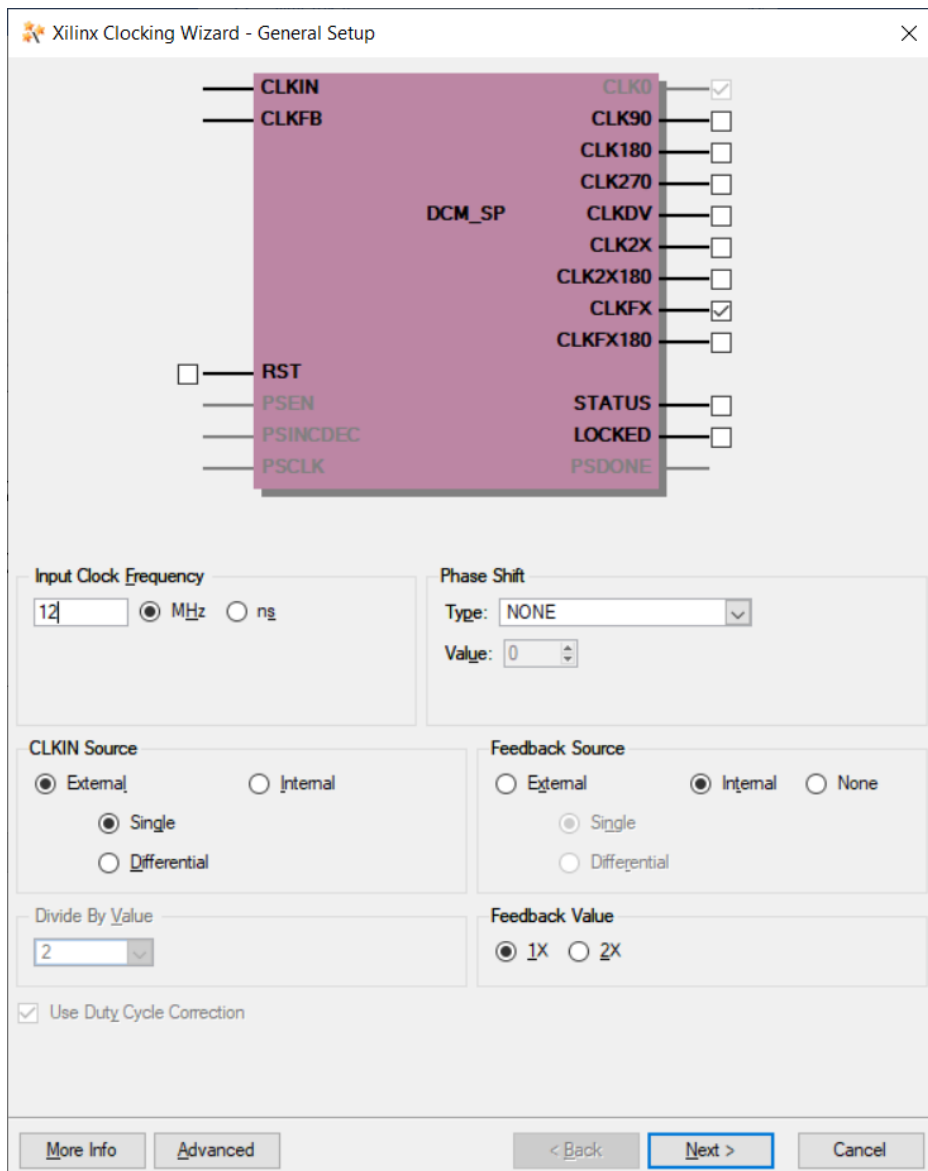 Xilinx Clocking Wizard - General Setup
CLKIN CLK0
CLKFB CLK90
CLK180
CLK270
DCM_SP CLKDV
CLK2X
CLK2X180
CLKFX
CLKFX180
RST
PSEN STATUS
PSINCDEC LOCKED
PSCLK PSDONE
Input Clock Frequency
12 MHz ns
Phase Shift
Type: NONE
Value: 0
CLKIN Source
External Internal
Single
Differential
Feedback Source
External Internal None
Single
Differential
Divide By Value
2
Feedback Value
1X 2X
Use Duty Cycle Correction
More Info Advanced < Back Next > Cancel